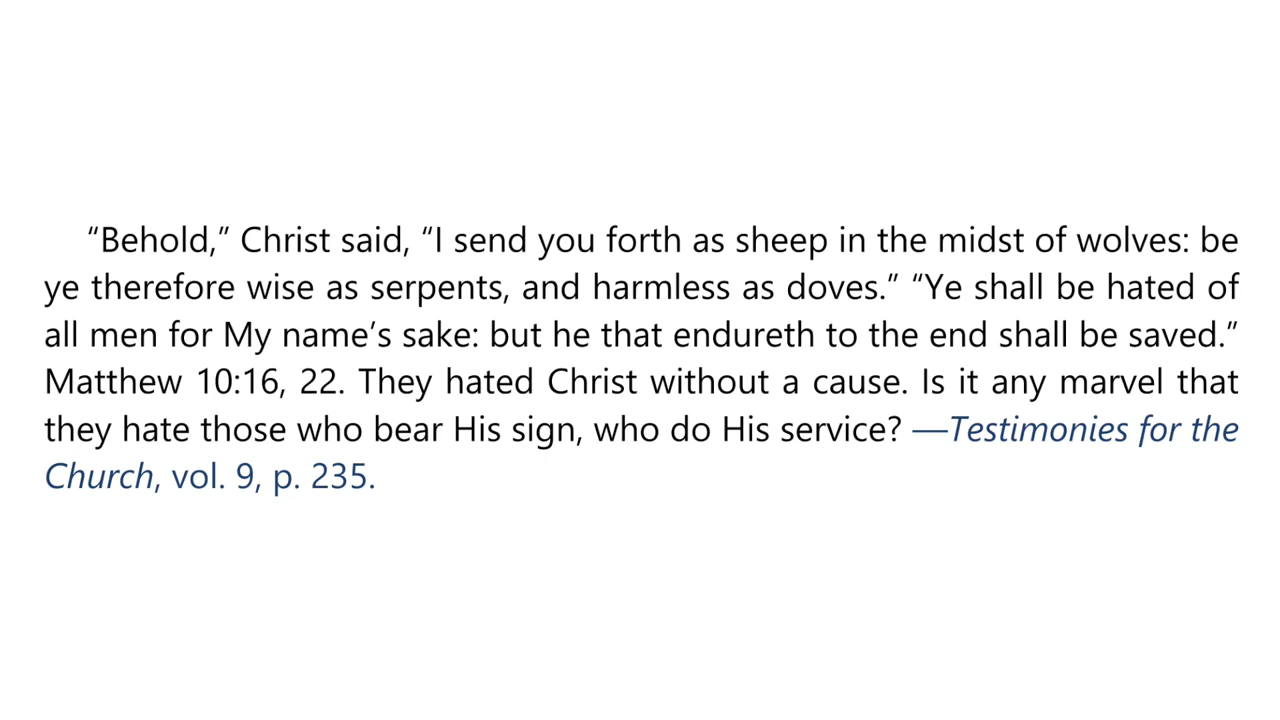 “Behold,” Christ said, “I send you forth as sheep in the midst of wolves: be
ye therefore wise as serpents, and harmless as doves.” “Ye shall be hated of
all men for My name’s sake: but he that endureth to the end shall be saved.”
Matthew 10:16, 22. They hated Christ without a cause. Is it any marvel that
they hate those who bear His sign, who do His service? —Testimonies for the
Church, vol. 9, p. 235.